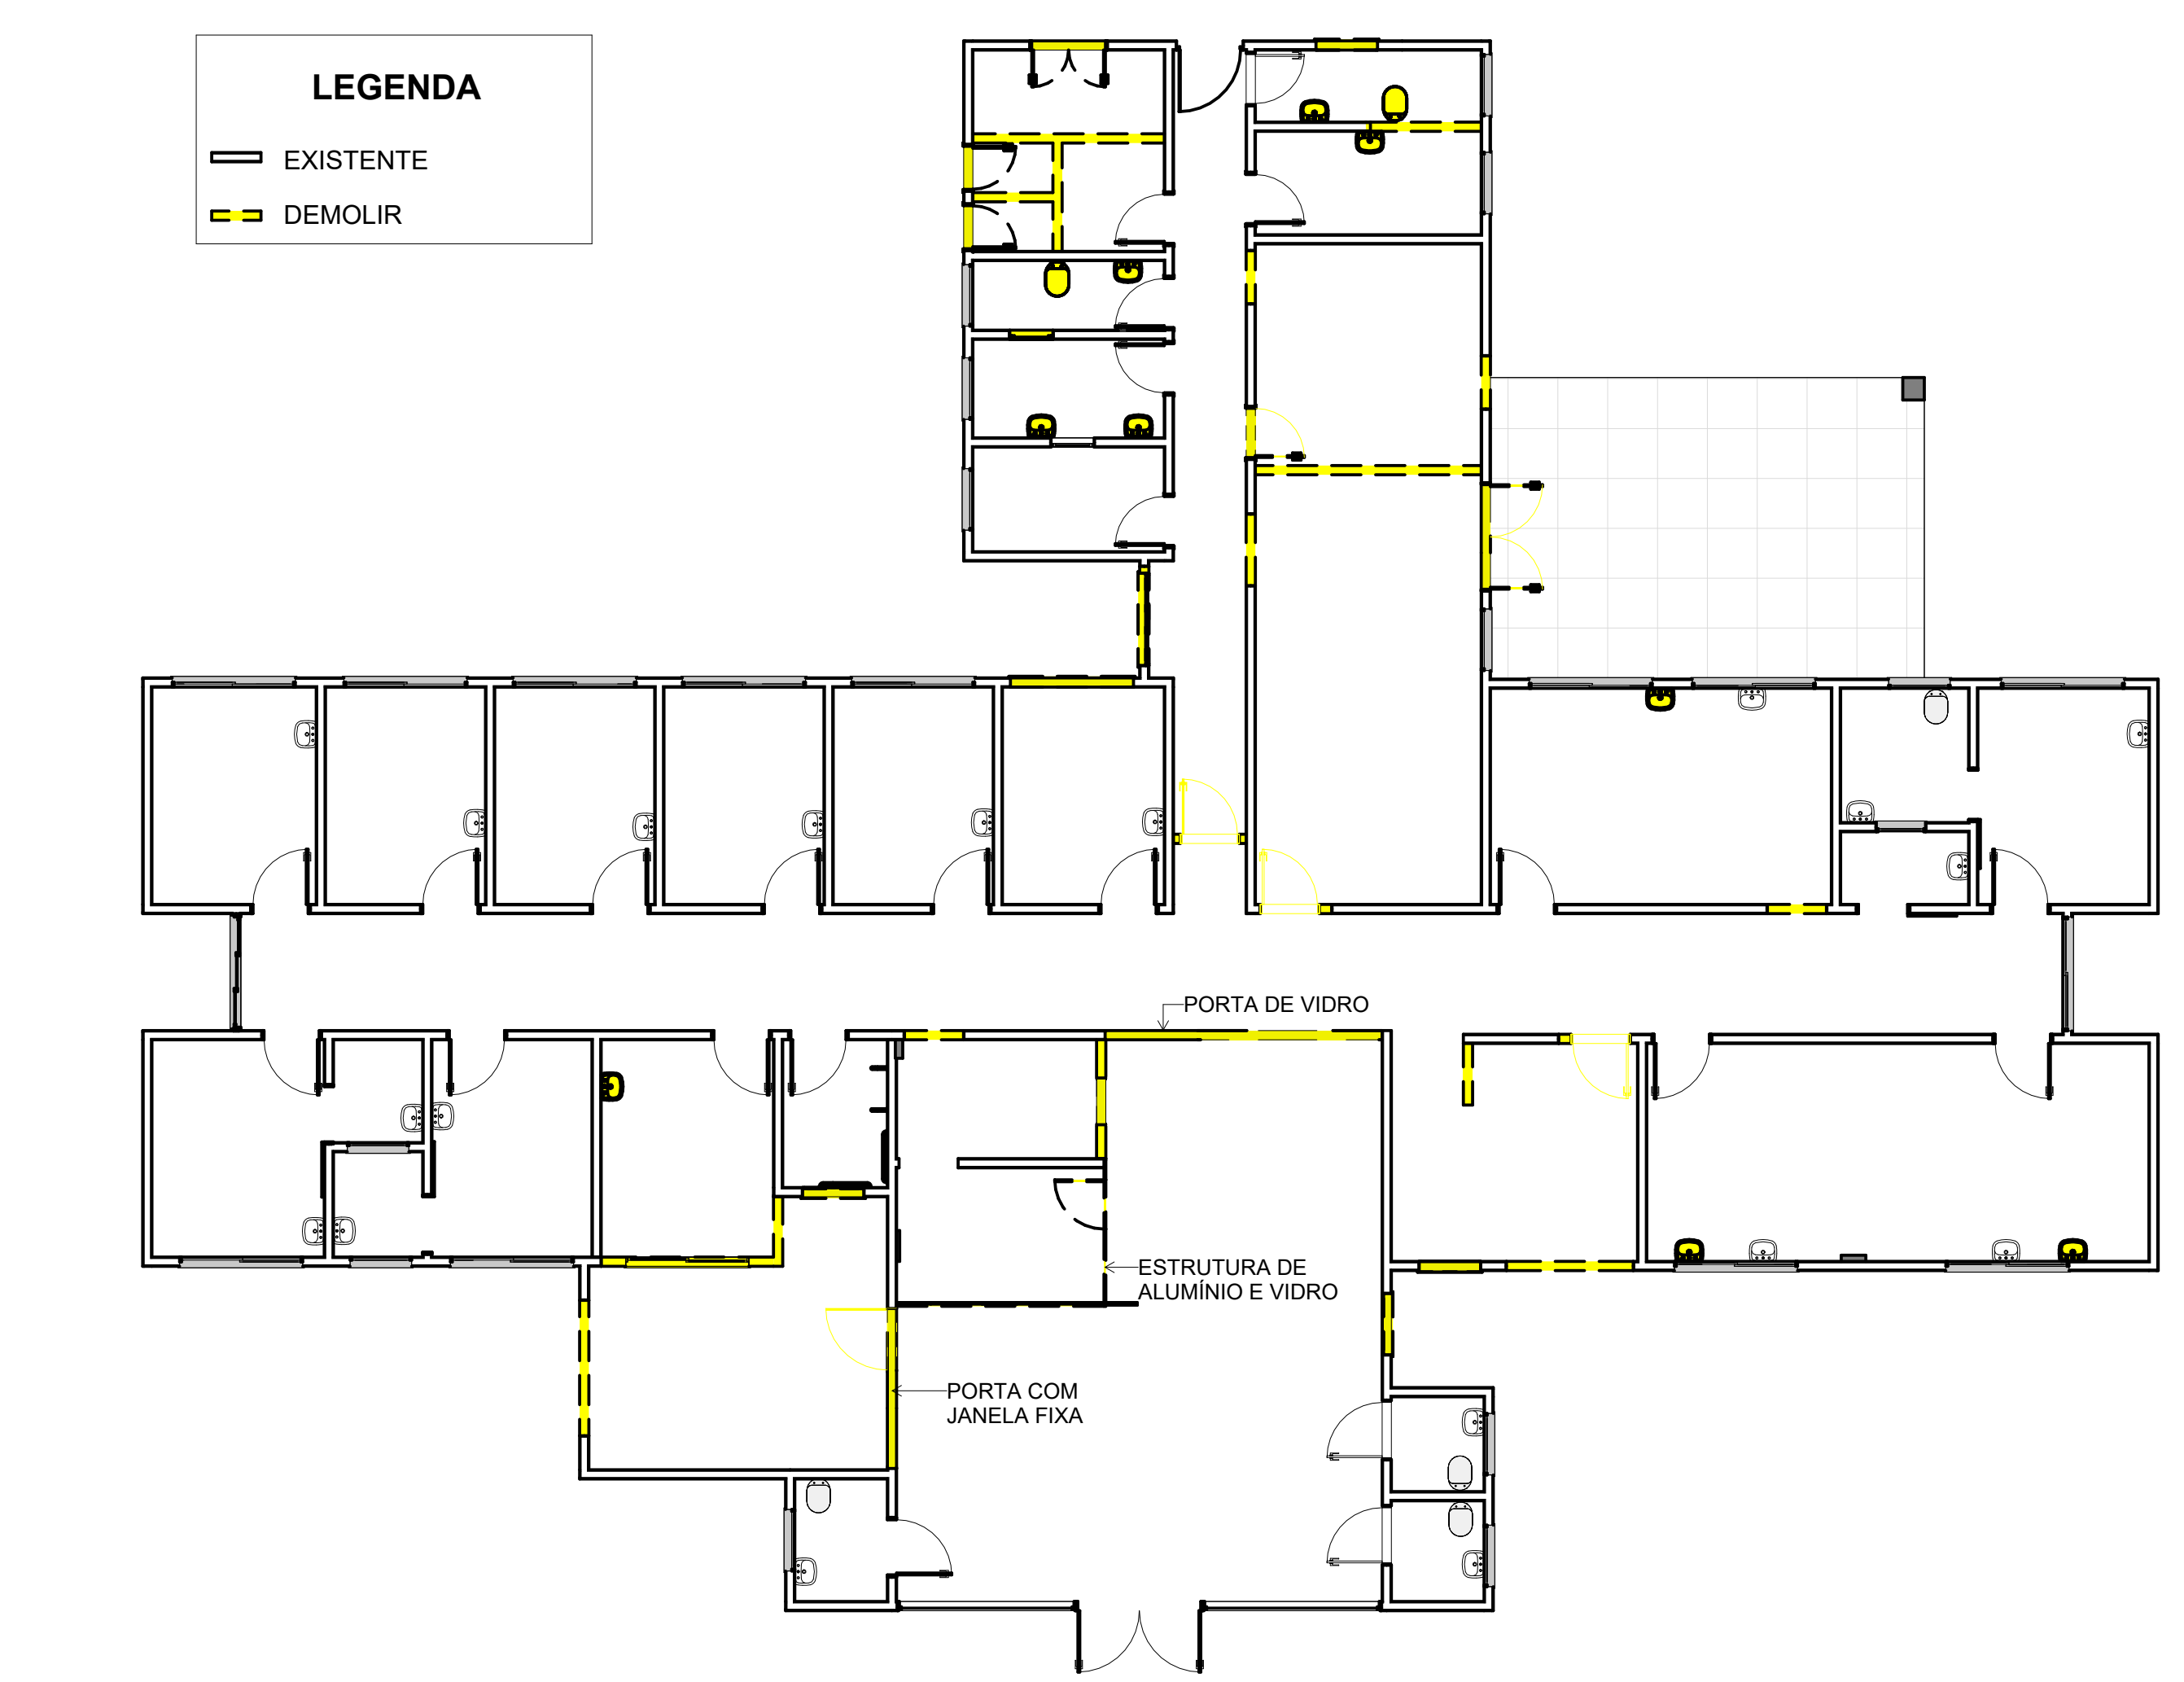 LEGENDA
EXISTENTE
DEMOLIR
PORTA DE VIDRO
ESTRUTURA DE
ALUMÍNIO E VIDRO
PORTA COM
JANELA FIXA